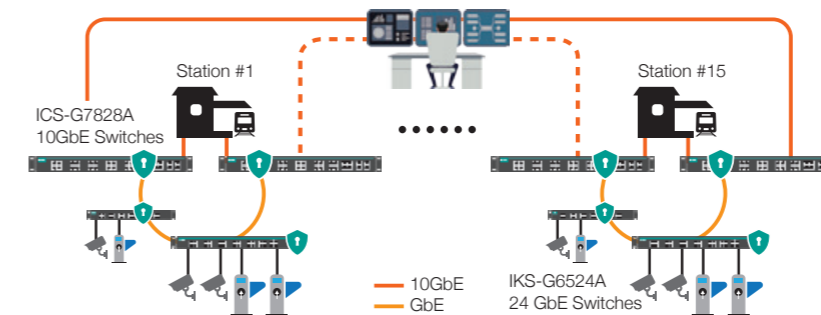 Station #1
Station #15
ICS-G7828A
10GbE Switches
10GbE
GbE
IKS-G6524A
24 GbE Switches